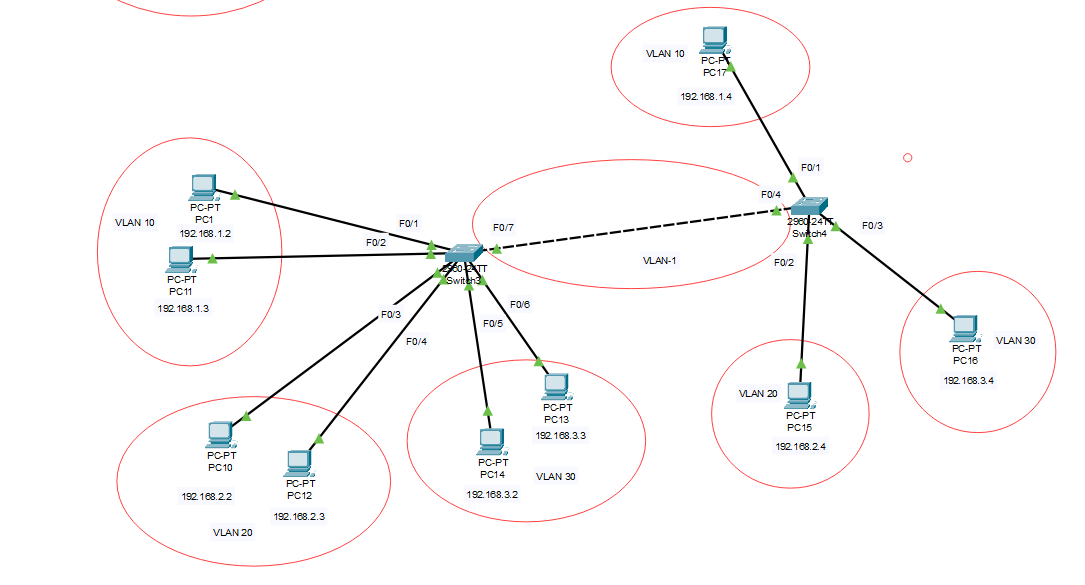 VLAN 10
PC-PT
PC17
192.168.1.4
F0/1
F0/4
2960-24TT
Switch4
F0/3
F0/2
VLAN 10
PC-PT
PC1
192.168.1.2
F0/1
F0/2
PC-PT
PC11
192.168.1.3
F0/7
2960-24TT
Switch3
VLAN-1
F0/3
F0/4
F0/5
F0/6
PC-PT
PC16
VLAN 30
192.168.3.4
VLAN 20
PC-PT
PC15
192.168.2.4
PC-PT
PC13
192.168.3.3
PC-PT
PC14
VLAN 30
192.168.3.2
PC-PT
PC10
192.168.2.2
PC-PT
PC12
192.168.2.3
VLAN 20